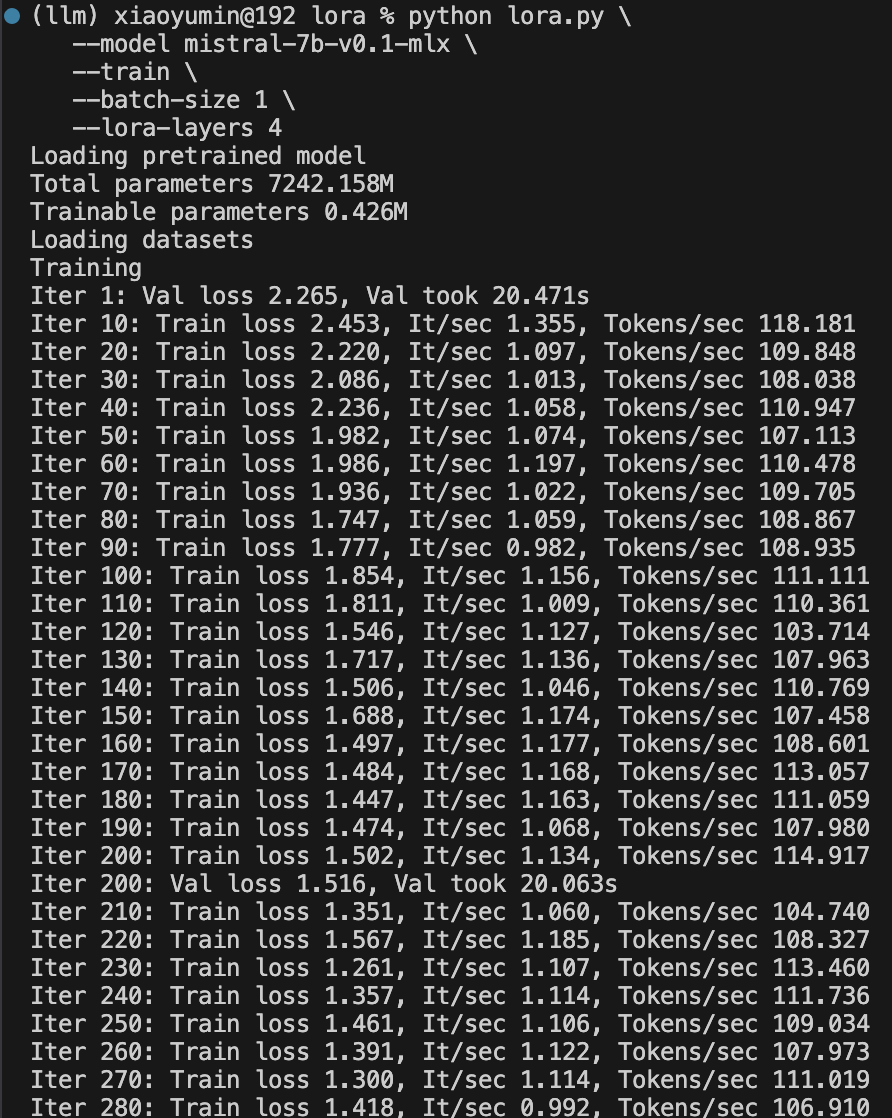 (llm) xiaoyumin@192 lora % python lora.py \
--model mistral-7b-v0.1-mlx \
--train \
--batch-size 1 \
--lora-layers 4
Loading pretrained model
Total parameters 7242.158M
Trainable parameters 0.426M
Loading datasets
Training
Iter 1: Val loss 2.265, Val took 20.471s
Iter 10: Train loss 2.453, It/sec 1.355, Tokens/sec 118.181
Iter 20: Train loss 2.220, It/sec 1.097, Tokens/sec 109.848
Iter 30: Train loss 2.086, It/sec 1.013, Tokens/sec 108.038
Iter 40: Train loss 2.236, It/sec 1.058, Tokens/sec 110.947
Iter 50: Train loss 1.982, It/sec 1.074, Tokens/sec 107.113
Iter 60: Train loss 1.986, It/sec 1.197, Tokens/sec 110.478
Iter 70: Train loss 1.936, It/sec 1.022, Tokens/sec 109.705
Iter 80: Train loss 1.747, It/sec 1.059, Tokens/sec 108.867
Iter 90: Train loss 1.777, It/sec 0.982, Tokens/sec 108.935
Iter 100: Train loss 1.854, It/sec 1.156, Tokens/sec 111.111
Iter 110: Train loss 1.811, It/sec 1.009, Tokens/sec 110.361
Iter 120: Train loss 1.546, It/sec 1.127, Tokens/sec 103.714
Iter 130: Train loss 1.717, It/sec 1.136, Tokens/sec 107.963
Iter 140: Train loss 1.506, It/sec 1.046, Tokens/sec 110.769
Iter 150: Train loss 1.688, It/sec 1.174, Tokens/sec 107.458
Iter 160: Train loss 1.497, It/sec 1.177, Tokens/sec 108.601
Iter 170: Train loss 1.484, It/sec 1.168, Tokens/sec 113.057
Iter 180: Train loss 1.447, It/sec 1.163, Tokens/sec 111.059
Iter 190: Train loss 1.474, It/sec 1.068, Tokens/sec 107.980
Iter 200: Train loss 1.502, It/sec 1.134, Tokens/sec 114.917
Iter 200: Val loss 1.516, Val took 20.063s
Iter 210: Train loss 1.351, It/sec 1.060, Tokens/sec 104.740
Iter 220: Train loss 1.567, It/sec 1.185, Tokens/sec 108.327
Iter 230: Train loss 1.261, It/sec 1.107, Tokens/sec 113.460
Iter 240: Train loss 1.357, It/sec 1.114, Tokens/sec 111.736
Iter 250: Train loss 1.461, It/sec 1.106, Tokens/sec 109.034
Iter 260: Train loss 1.391, It/sec 1.122, Tokens/sec 107.973
Iter 270: Train loss 1.300, It/sec 1.114, Tokens/sec 111.019
Iter 280: Train loss 1.418, It/sec 0.992, Tokens/sec 106.910